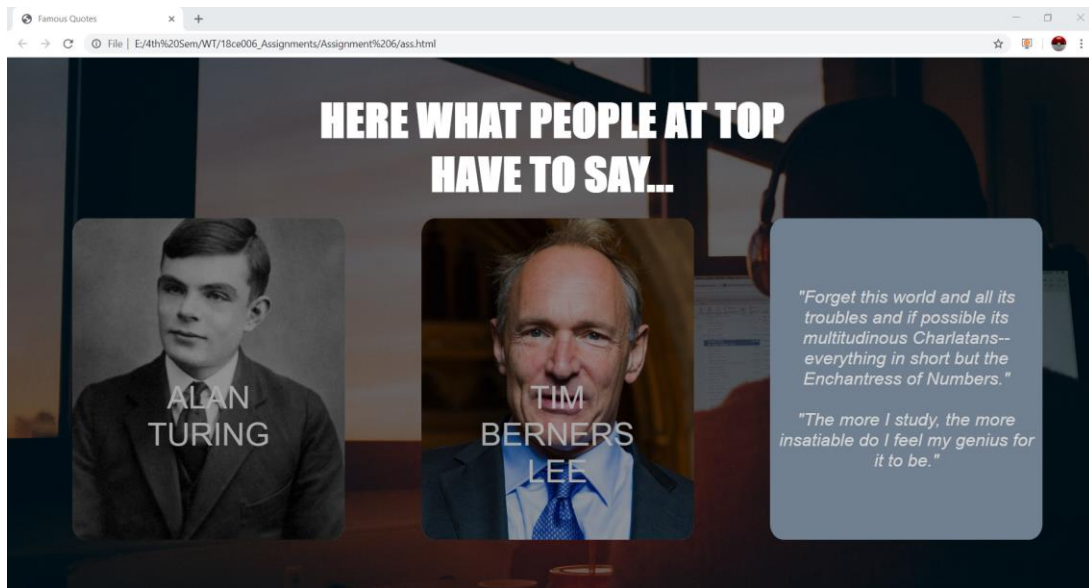 Famous Quotes
File | E:/4th%20Sem/WT/18ce006_Assignments/Assignment%206/ass.html
HERE WHAT PEOPLE AT TOP
HAVE TO SAY...
ALAN
TURING
TIM
BERNERS
LEE
"Forget this world and all its
troubles and if possible its
multitudinous Charlatans--
everything in short but the
Enchantress of Numbers."
"The more I study, the more
insatiable do I feel my genius for
it to be."